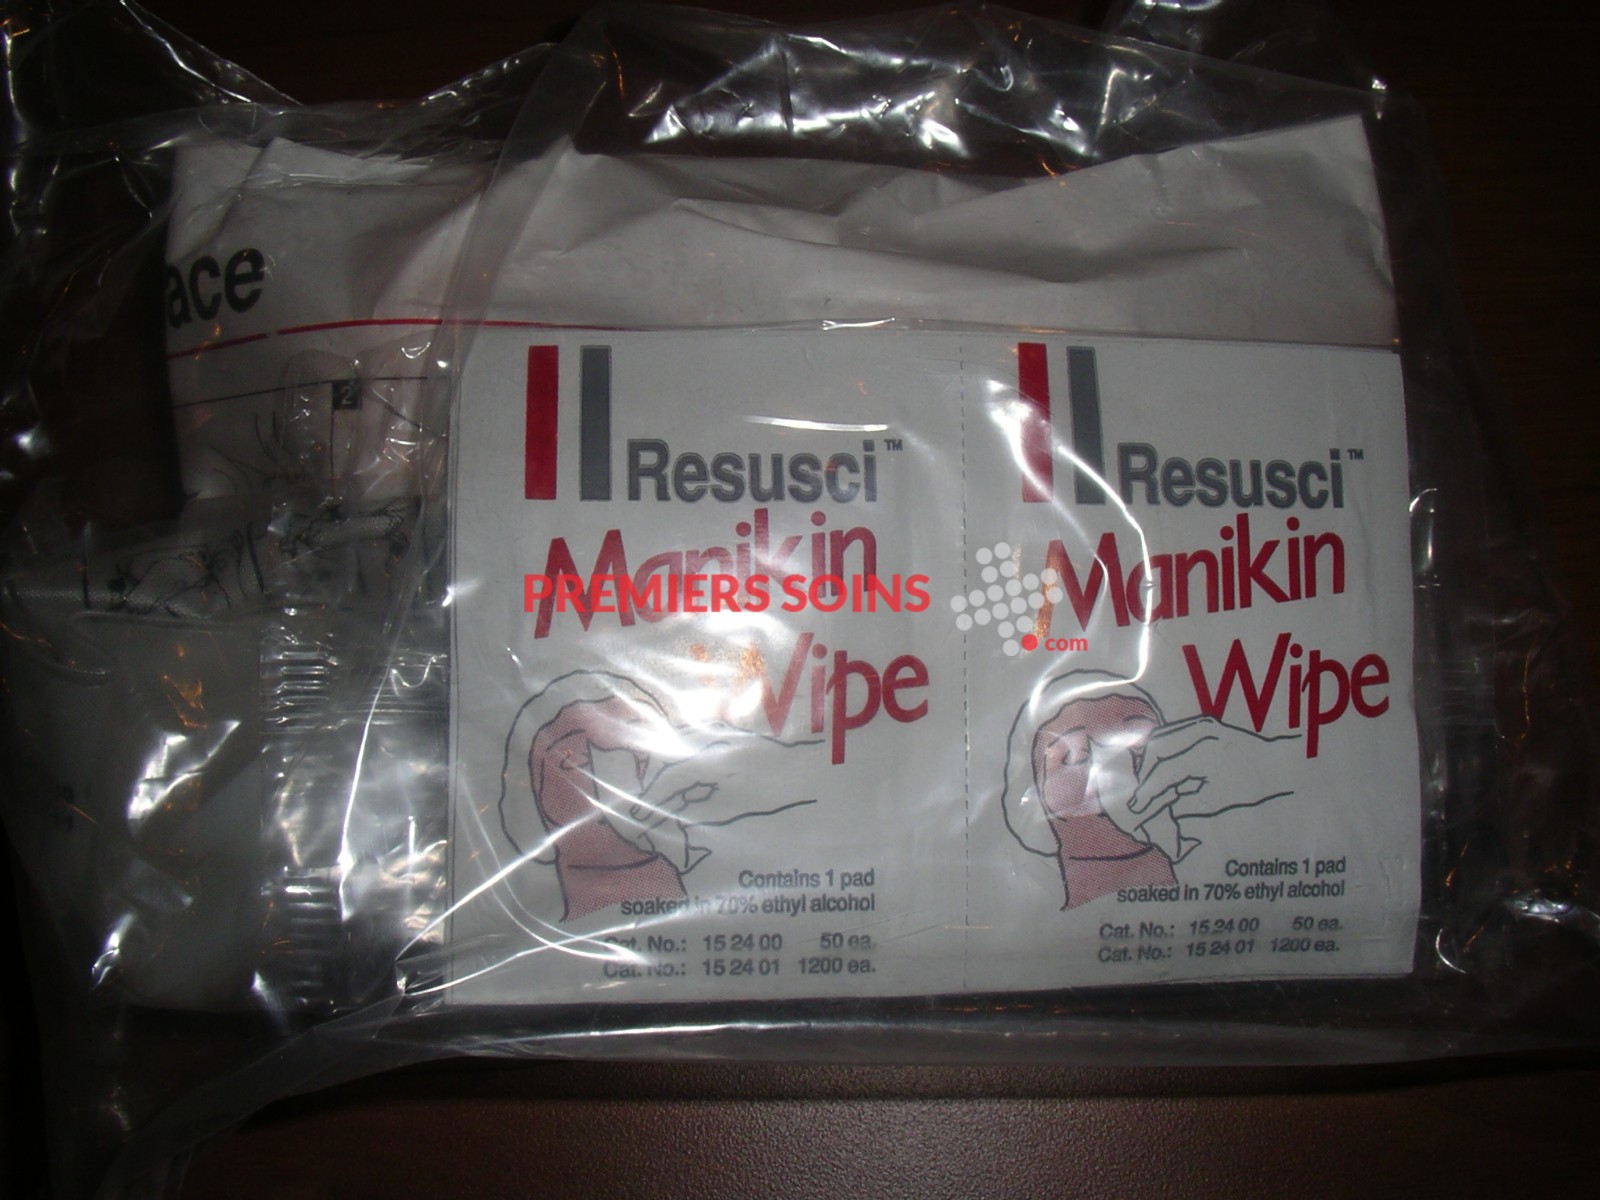 ace
2
Resusci™
Manikin
Wipe
Contains 1 pad
soaked in 70% ethyl alcohol
Cat. No.: 15 24 00 50 ea.
Cat. No.: 15 24 01 1200 ea.
Resusci™
Manikin
Wipe
Contains 1 pad
soaked in 70% ethyl alcohol
Cat. No.: 15 24 00 50 ea.
Cat. No.: 15 24 01 1200 ea.
PREMIERS SOINS
.com